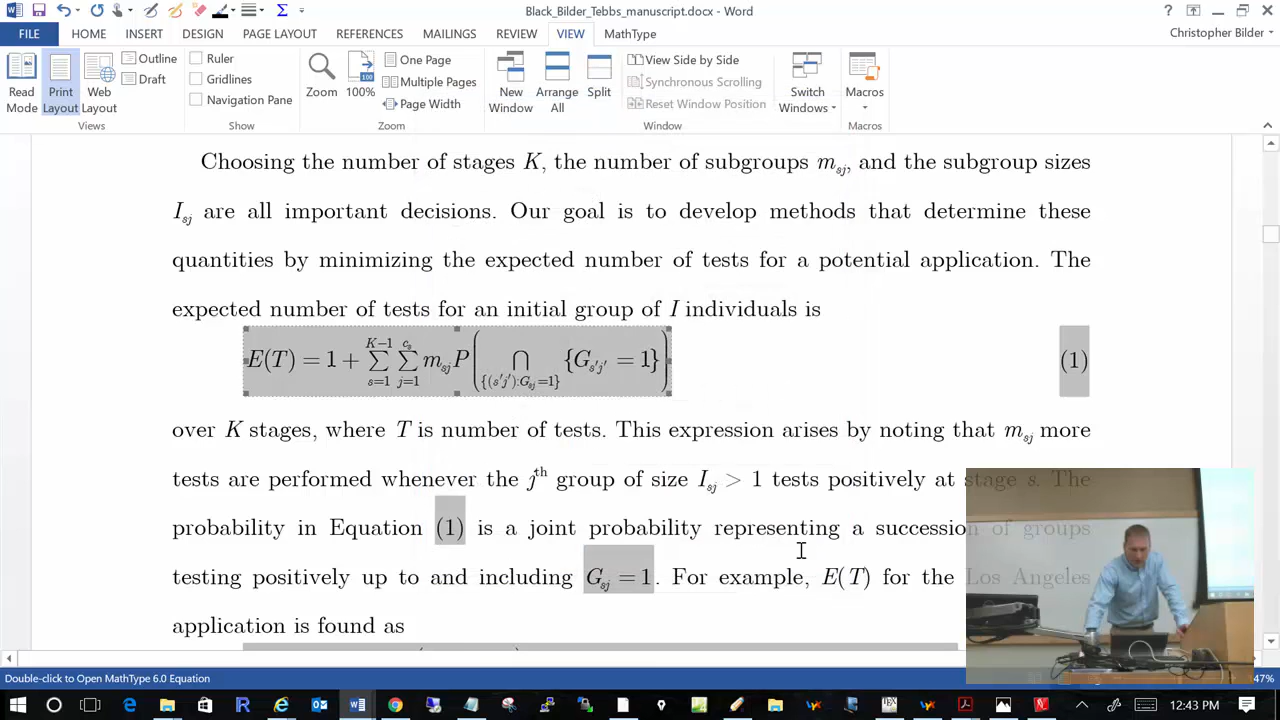 Black_Bilder_Tebbs_manuscript.docx - Word
FILE HOME INSERT DESIGN PAGE LAYOUT REFERENCES MAILINGS REVIEW VIEW MathType Christopher Bilder
Read Mode Print Layout Web Layout Outline Draft
Views
Ruler Gridlines Navigation Pane
Show
Zoom 100% One Page Multiple Pages Page Width
Zoom
New Window Arrange All Split View Side by Side Synchronous Scrolling Reset Window Position Switch Windows
Window
Macros
Macros
Choosing the number of stages K, the number of subgroups m_sj, and the subgroup sizes
I_sj are all important decisions. Our goal is to develop methods that determine these
quantities by minimizing the expected number of tests for a potential application. The
expected number of tests for an initial group of I individuals is
E(T) = 1 + ∑_{s=1}^{K−1} ∑_{j=1}^{c_s} m_sj P( ∩_{{(s′j′):G_sj=1}} {G_s′j′ = 1} ) (1)
over K stages, where T is number of tests. This expression arises by noting that m_sj more
tests are performed whenever the j^th group of size I_sj > 1 tests positively at stage s. The
probability in Equation (1) is a joint probability representing a succession of groups
testing positively up to and including G_sj = 1. For example, E(T) for the Los Angeles
application is found as
Double-click to Open MathType 6.0 Equation 47%
12:43 PM